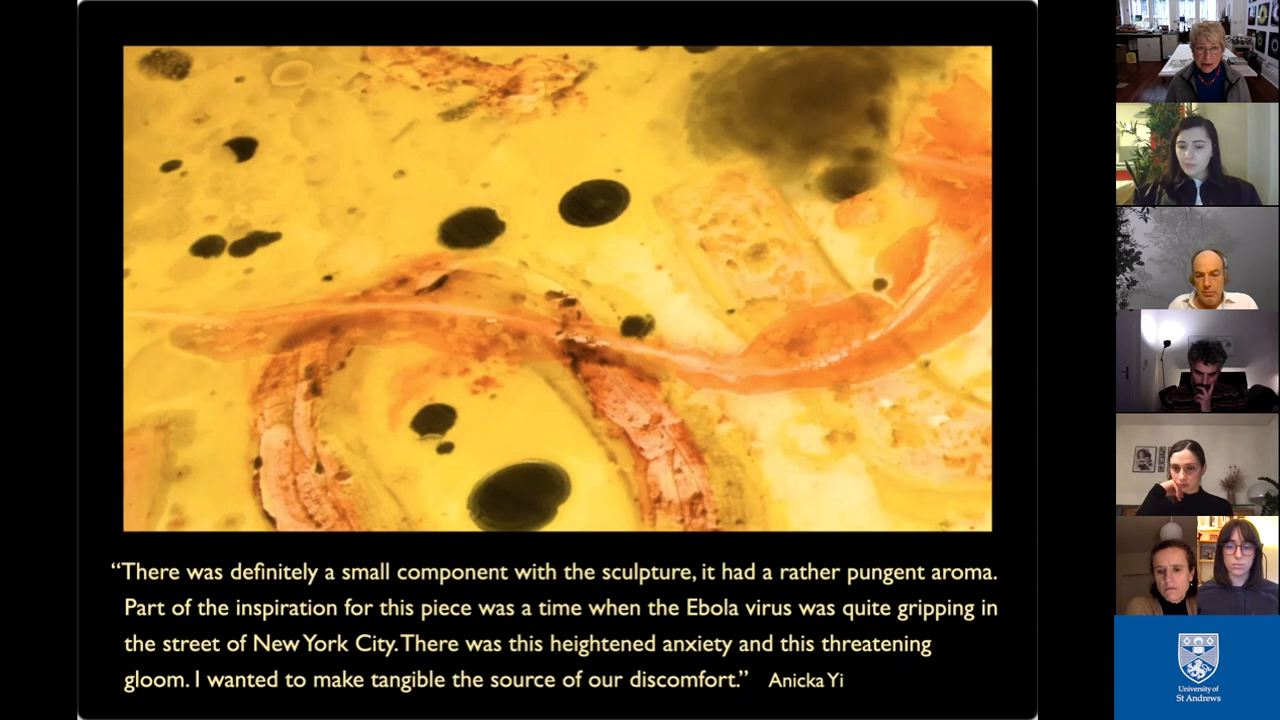 “There was definitely a small component with the sculpture, it had a rather pungent aroma.
Part of the inspiration for this piece was a time when the Ebola virus was quite gripping in
the street of New York City. There was this heightened anxiety and this threatening
gloom. I wanted to make tangible the source of our discomfort.” Anicka Yi
University of
St Andrews